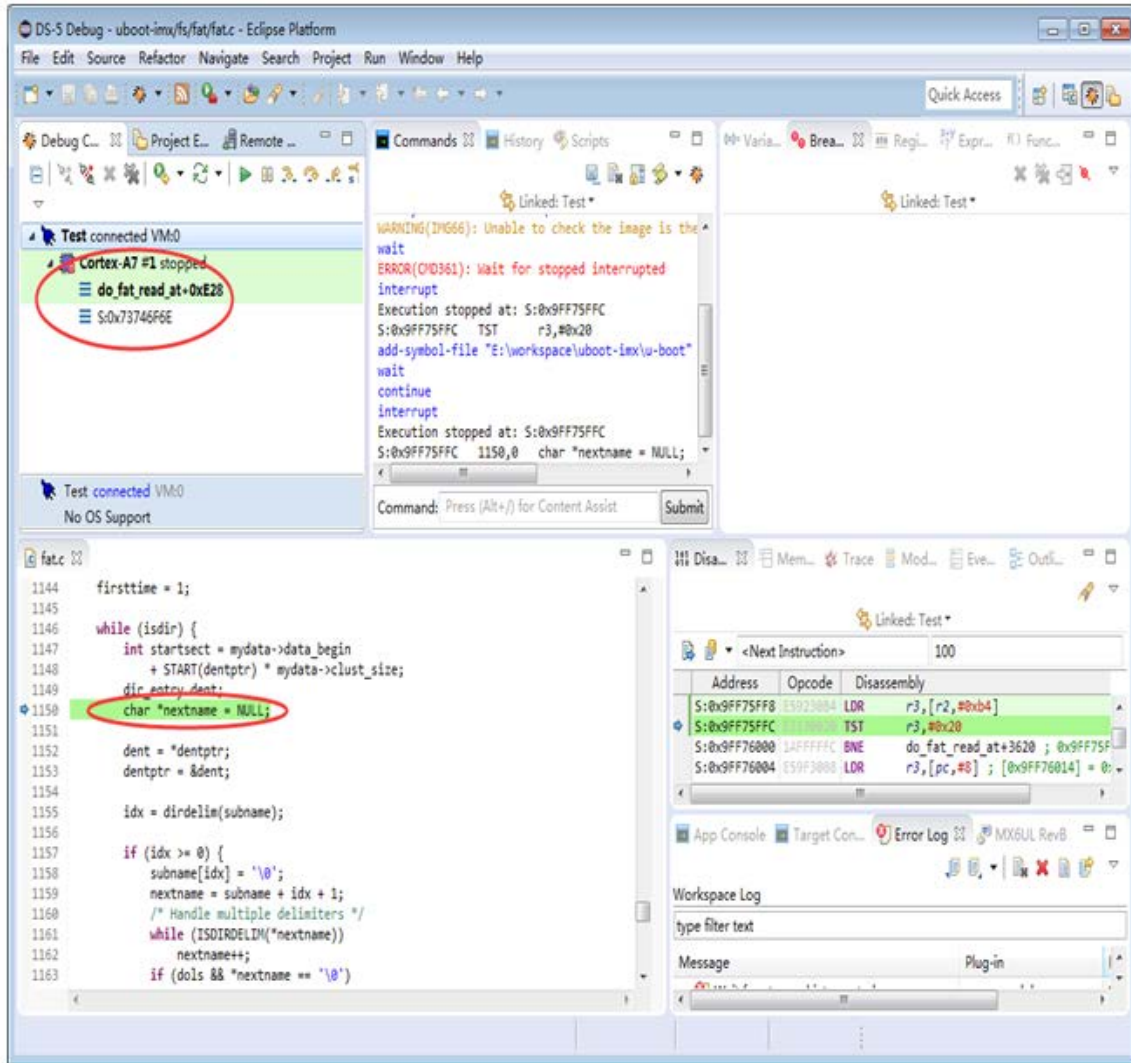 DS-5 Debug - uboot-imx/fs/fat/fat.c - Eclipse Platform
File Edit Source Refactor Navigate Search Project Run Window Help
Quick Access
Debug C... Project E... Remote ...
Test connected VM:0
Cortex-A7 #1 stopped
do_fat_read_at+0xE28
S:0x73746F6E
Test connected VM:0
No OS Support
Commands History Scripts
Linked: Test
WARNING(IMG66): Unable to check the image is the
wait
ERROR(CMD361): Wait for stopped interrupted
interrupt
Execution stopped at: S:0x9FF75FFC
S:0x9FF75FFC TST r3,#0x20
add-symbol-file "E:\workspace\uboot-imx\u-boot"
wait
continue
interrupt
Execution stopped at: S:0x9FF75FFC
S:0x9FF75FFC 1150,0 char *nextname = NULL;
Command: Press (Alt+/) for Content Assist Submit
Varia... Brea... Regi... Expr... f() Func...
Linked: Test
fat.c
1144 firsttime = 1;
1145
1146 while (isdir) {
1147 int startsect = mydata->data_begin
1148 + START(dentptr) * mydata->clust_size;
1149 dir_entry dent;
1150 char *nextname = NULL;
1151
1152 dent = *dentptr;
1153 dentptr = &dent;
1154
1155 idx = dirdelim(subname);
1156
1157 if (idx >= 0) {
1158 subname[idx] = '\0';
1159 nextname = subname + idx + 1;
1160 /* Handle multiple delimiters */
1161 while (ISDIRDELIM(*nextname))
1162 nextname++;
1163 if (dols && *nextname == '\0')
Disa... Mem... Trace Mod... Eve... Outli...
Linked: Test
<Next Instruction> 100
Address Opcode Disassembly
S:0x9FF75FF8 LDR r3,[r2,#0xb4]
S:0x9FF75FFC TST r3,#0x20
S:0x9FF76000 1AFFFFFC BNE do_fat_read_at+3620 ; 0x9FF75F
S:0x9FF76004 LDR r3,[pc,#8] ; [0x9FF76014] = 0
App Console Target Con... Error Log MX6UL RevB
Workspace Log
type filter text
Message Plug-in